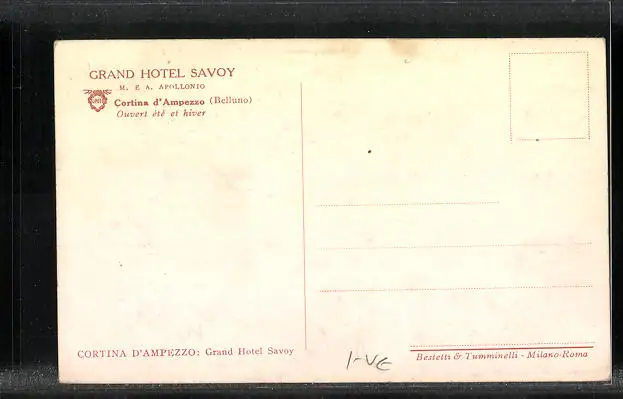 GRAND HOTEL SAVOY
M. E A. APOLLONIO
Cortina d'Ampezzo (Belluno)
Ouvert été et hiver
CORTINA D'AMPEZZO: Grand Hotel Savoy
I-VE
Bestetti & Tumminelli - Milano-Roma